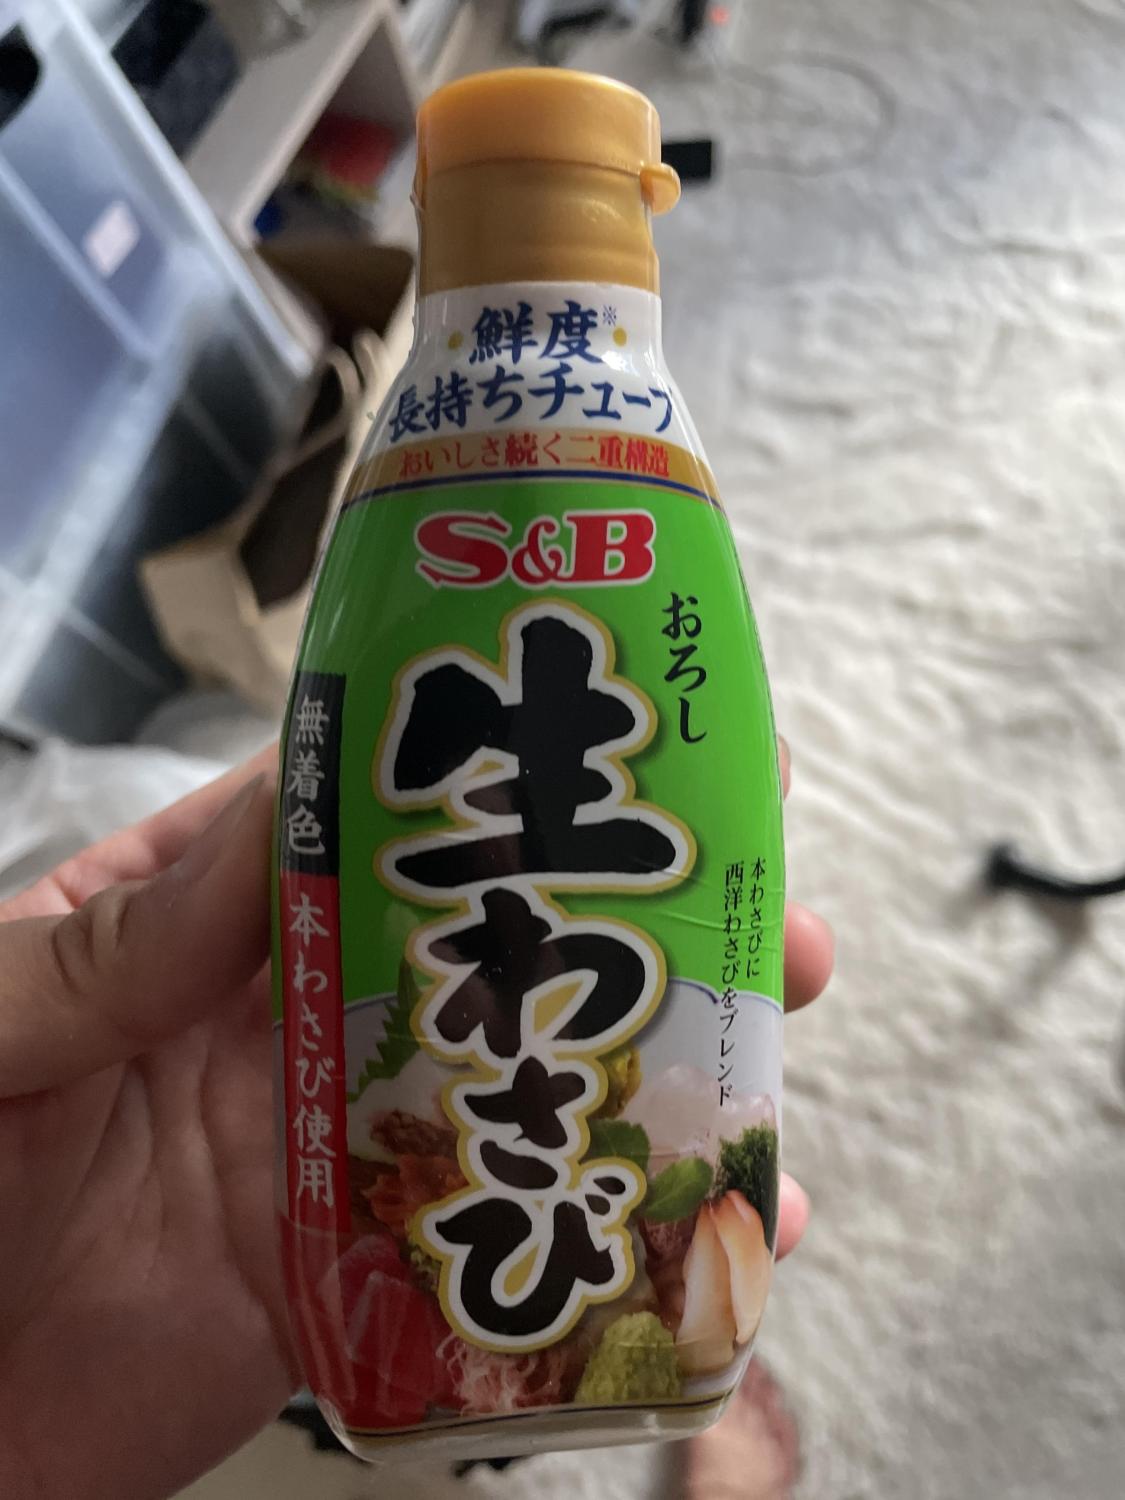 鮮度※
長持ちチューブ
おいしさ続く二重構造
S&B
おろし
生わさび
無着色
本わさび使用
本わさびに
西洋わさびをブレンド